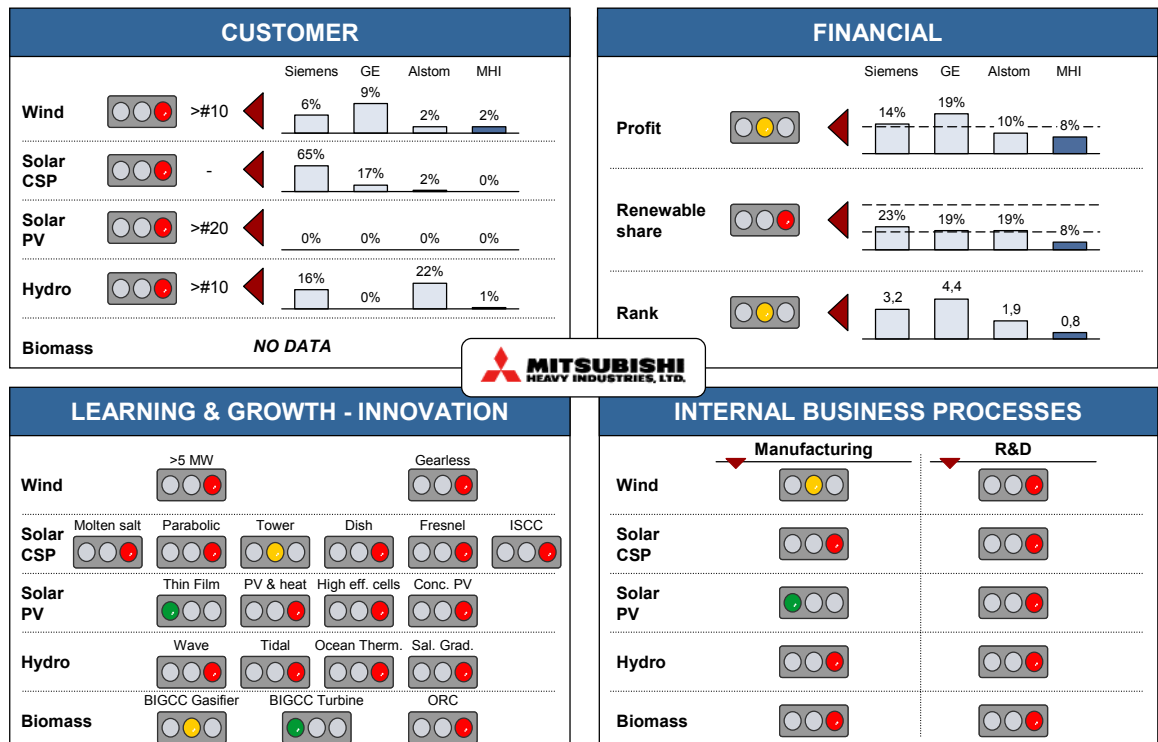 CUSTOMER
Siemens GE Alstom MHI
Wind >#10 6% 9% 2% 2%
Solar CSP - 65% 17% 2% 0%
Solar PV >#20 0% 0% 0% 0%
Hydro >#10 16% 0% 22% 1%
Biomass NO DATA
FINANCIAL
Siemens GE Alstom MHI
Profit 14% 19% 10% 8%
Renewable share 23% 19% 19% 8%
Rank 3,2 4,4 1,9 0,8
MITSUBISHI
HEAVY INDUSTRIES, LTD.
LEARNING & GROWTH - INNOVATION
>5 MW Gearless
Wind
Molten salt Parabolic Tower Dish Fresnel ISCC
Solar CSP
Thin Film PV & heat High eff. cells Conc. PV
Solar PV
Wave Tidal Ocean Therm. Sal. Grad.
Hydro
BIGCC Gasifier BIGCC Turbine ORC
Biomass
INTERNAL BUSINESS PROCESSES
Manufacturing R&D
Wind
Solar CSP
Solar PV
Hydro
Biomass